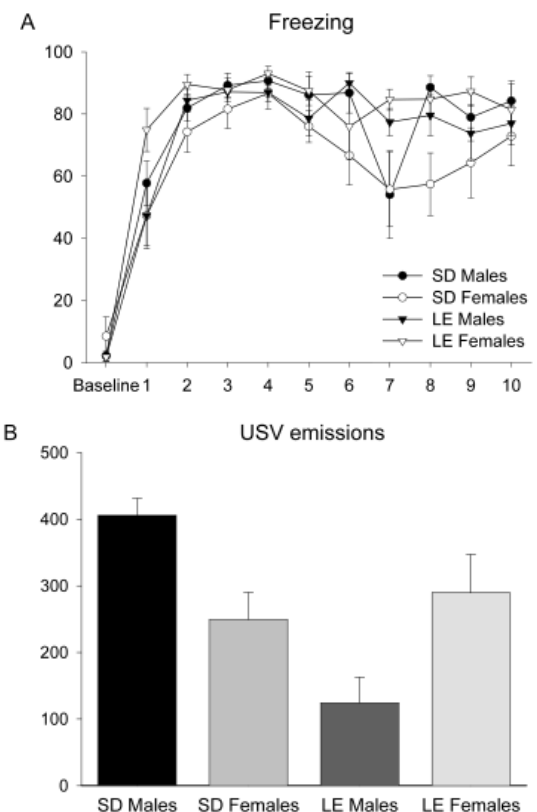 A
Freezing
100
80
60
40
20
0
SD Males
SD Females
LE Males
LE Females
Baseline 1 2 3 4 5 6 7 8 9 10
B
USV emissions
500
400
300
200
100
0
SD Males SD Females LE Males LE Females